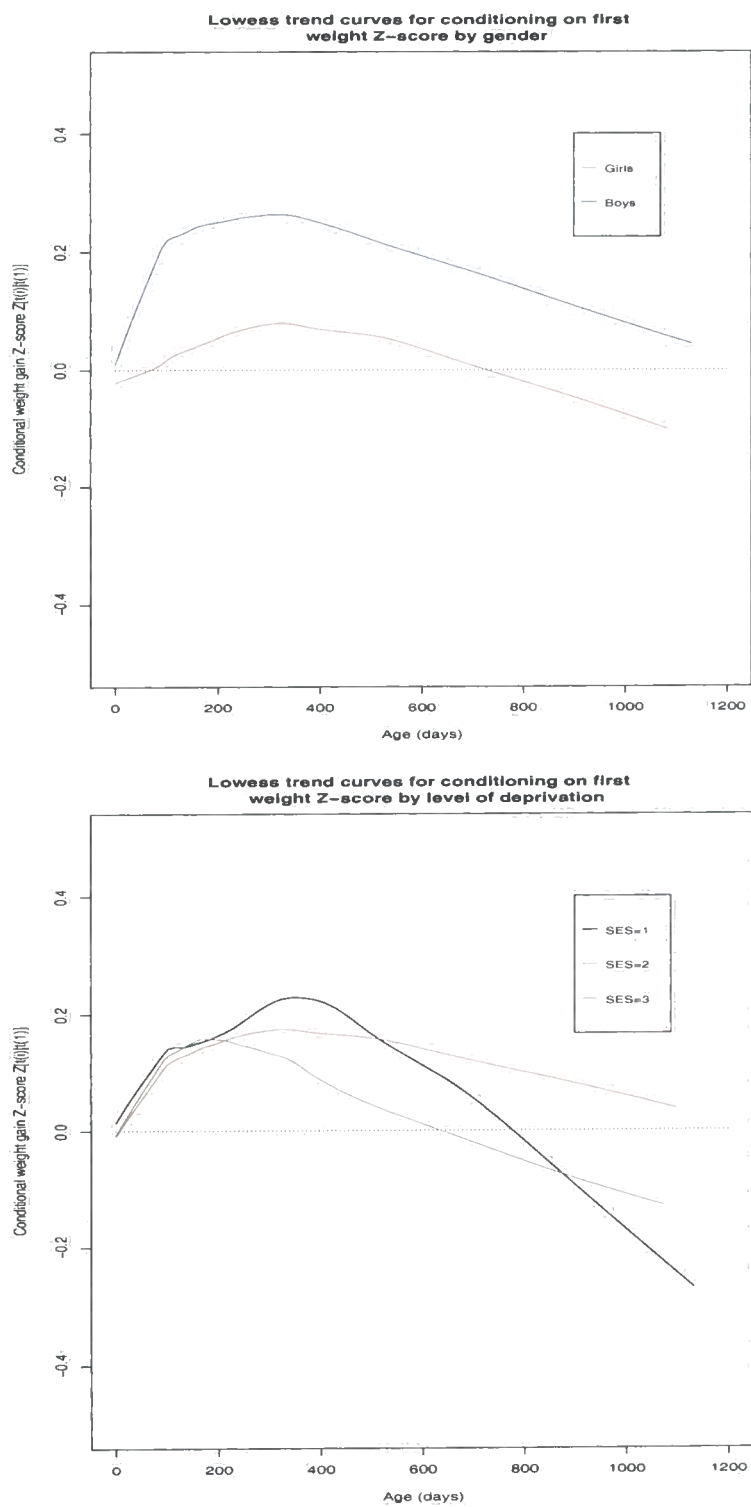 Lowess trend curves for conditioning on first
weight Z-score by gender
Conditional weight gain Z-score Z[t(i)|t(1)]
0.4
0.2
0.0
-0.2
-0.4
Girls
Boys
0 200 400 600 800 1000 1200
Age (days)
Lowess trend curves for conditioning on first
weight Z-score by level of deprivation
Conditional weight gain Z-score Z[t(i)|t(1)]
0.4
0.2
0.0
-0.2
-0.4
SES=1
SES=2
SES=3
0 200 400 600 800 1000 1200
Age (days)